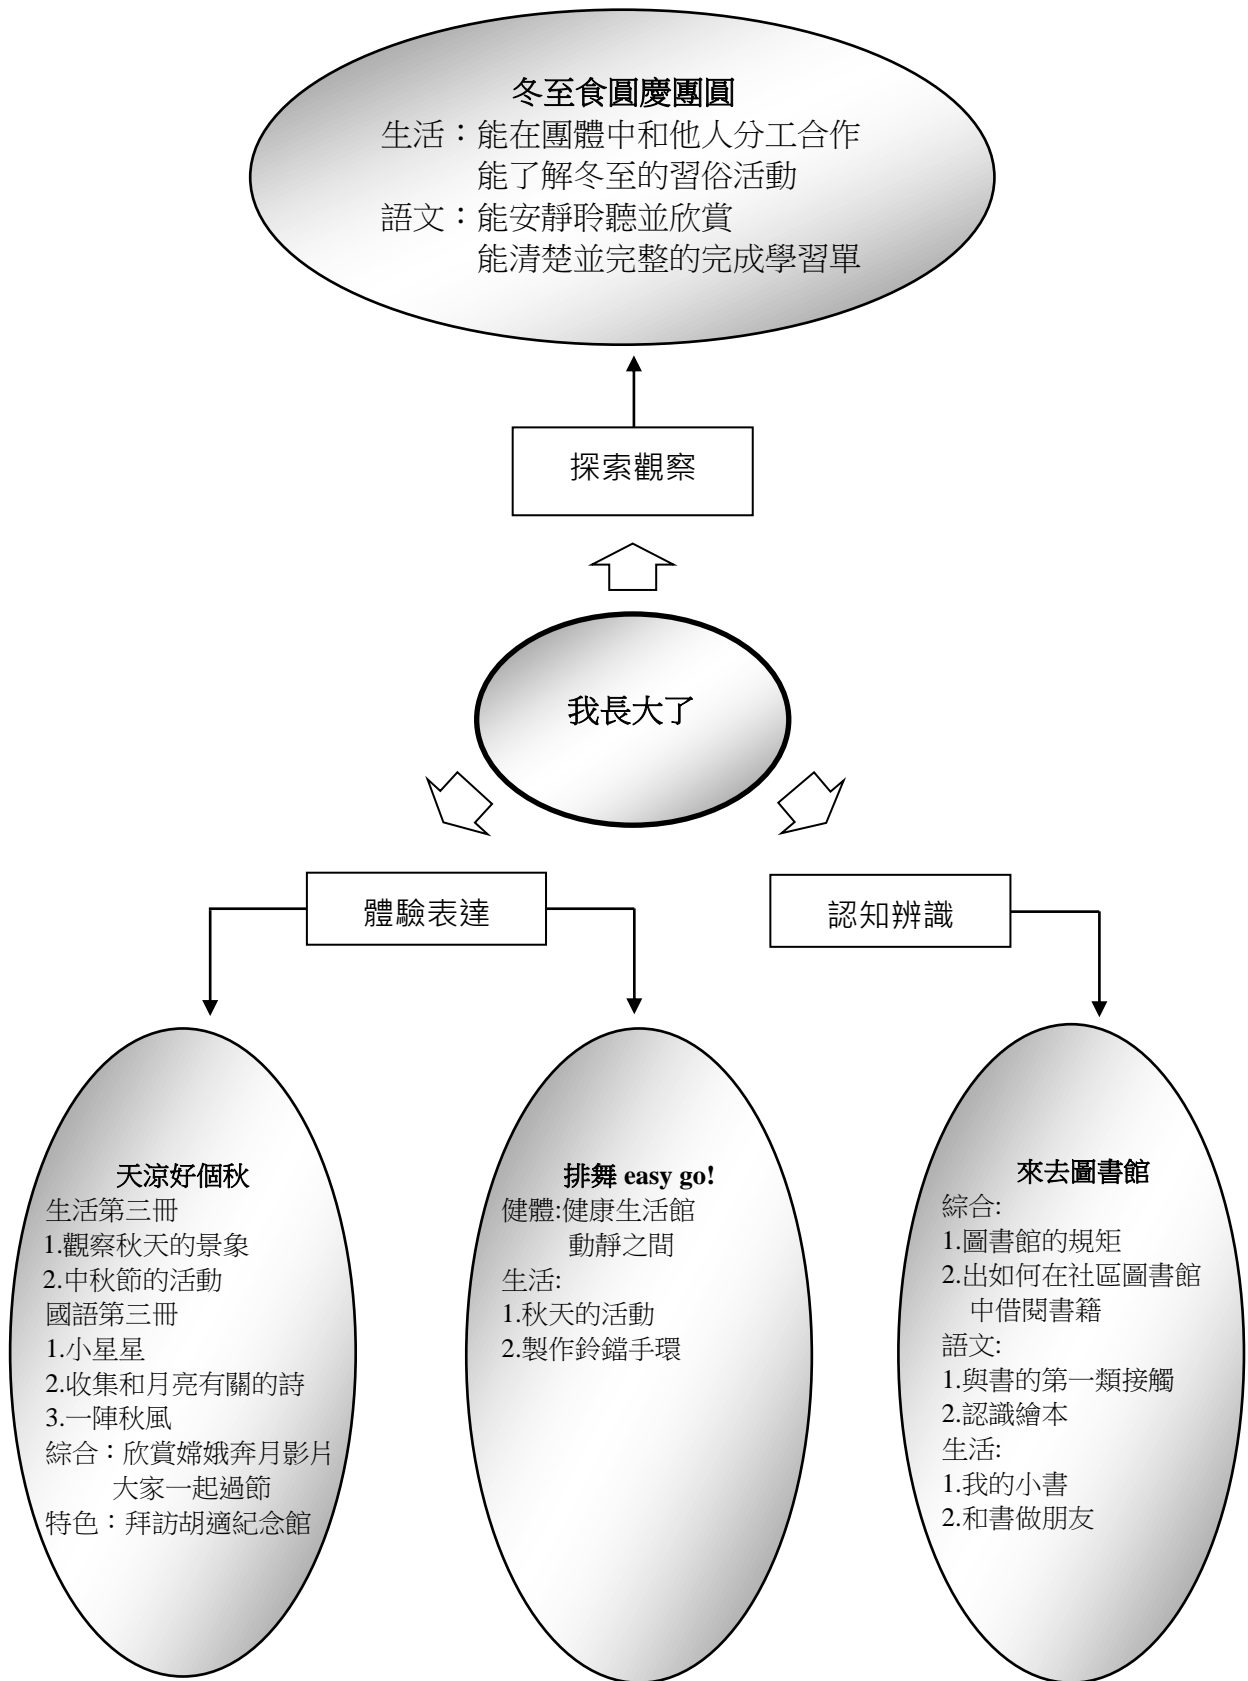 冬至食圓慶團圓
生活：能在團體中和他人分工合作
能了解冬至的習俗活動
語文：能安靜聆聽並欣賞
能清楚並完整的完成學習單
探索觀察
我長大了
體驗表達
認知辨識
天涼好個秋
生活第三冊
1.觀察秋天的景象
2.中秋節的活動
國語第三冊
1.小星星
2.收集和月亮有關的詩
3.一陣秋風
綜合：欣賞嫦娥奔月影片
大家一起過節
特色：拜訪胡適紀念館
排舞 easy go!
健體:健康生活館
動靜之間
生活:
1.秋天的活動
2.製作鈴鐺手環
來去圖書館
綜合:
1.圖書館的規矩
2.出如何在社區圖書館
中借閱書籍
語文:
1.與書的第一類接觸
2.認識繪本
生活:
1.我的小書
2.和書做朋友